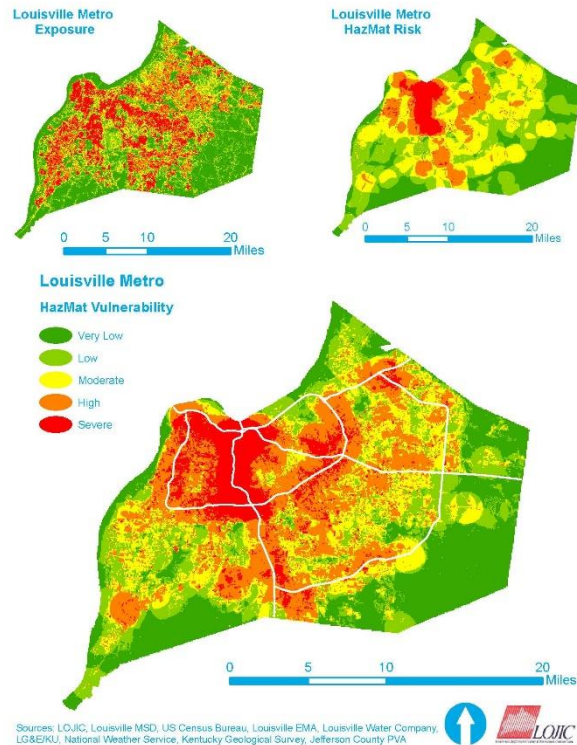 Louisville Metro
Exposure
Louisville Metro
HazMat Risk
0 5 10 20
Miles
0 5 10 20
Miles
Louisville Metro
HazMat Vulnerability
Very Low
Low
Moderate
High
Severe
0 5 10 20
Miles
Sources: LOJIC, Louisville MSD, US Census Bureau, Louisville EMA, Louisville Water Company,
LG&E/KU, National Weather Service, Kentucky Geological Survey, Jefferson County PVA
LOJIC